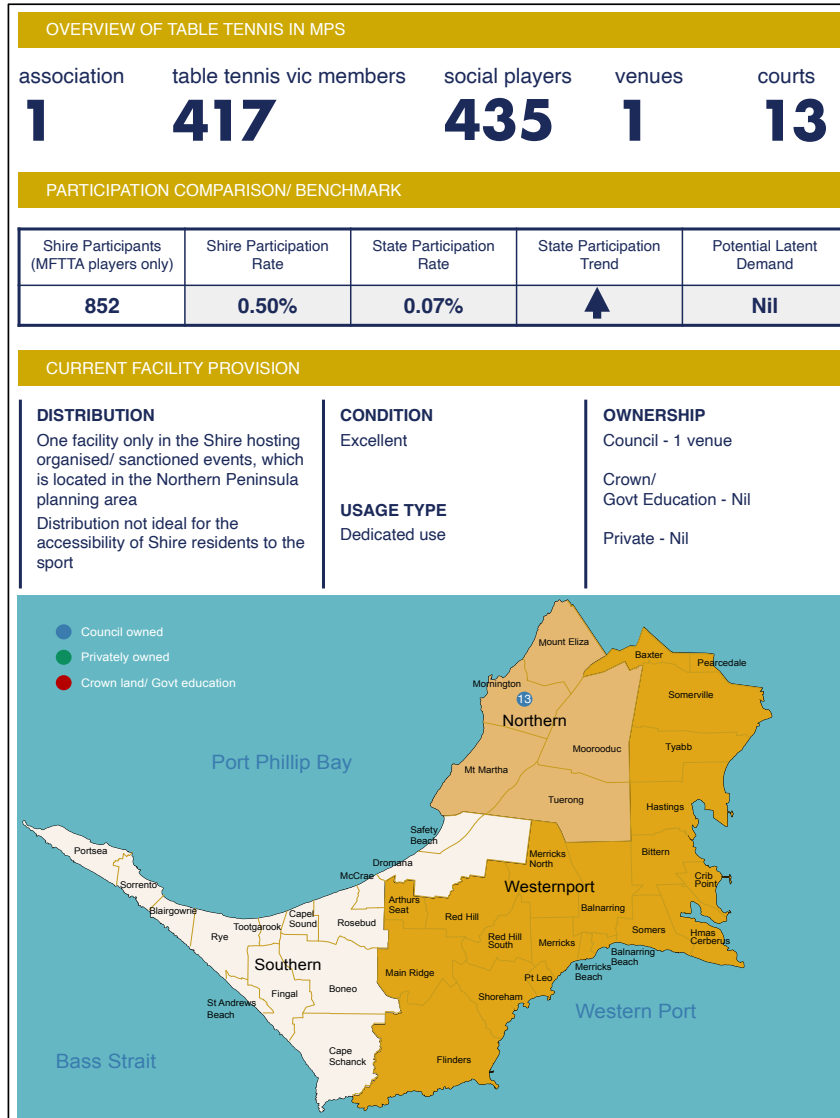 OVERVIEW OF TABLE TENNIS IN MPS
association
table tennis vic members
social players
venues
courts
1
417
435
1
13
PARTICIPATION COMPARISON/ BENCHMARK
Shire Participants
(MFTTA players only)
Shire Participation
Rate
State Participation
Rate
State Participation
Trend
Potential Latent
Demand
852
0.50%
0.07%
Nil
CURRENT FACILITY PROVISION
DISTRIBUTION
One facility only in the Shire hosting
organised/ sanctioned events, which
is located in the Northern Peninsula
planning area
Distribution not ideal for the
accessibility of Shire residents to the
sport
CONDITION
Excellent
USAGE TYPE
Dedicated use
OWNERSHIP
Council - 1 venue
Crown/
Govt Education - Nil
Private - Nil
Council owned
Privately owned
Crown land/ Govt education
Mount Eliza
Baxter
Pearcedale
Mornington
13
Somerville
Northern
Moorooduc
Tyabb
Port Phillip Bay
Mt Martha
Tuerong
Hastings
Safety
Beach
Portsea
Dromana
Merricks
North
Bittern
McCrae
Sorrento
Westernport
Crib
Point
Blairgowrie
Arthurs
Seat
Balnarring
Capel
Sound
Rosebud
Red Hill
Tootgarook
Rye
Somers
Hmas
Cerberus
Red Hill
South
Merricks
Balnarring
Beach
Southern
Main Ridge
Merricks
Beach
Pt Leo
Boneo
Fingal
Shoreham
St Andrews
Beach
Western Port
Cape
Schanck
Flinders
Bass Strait